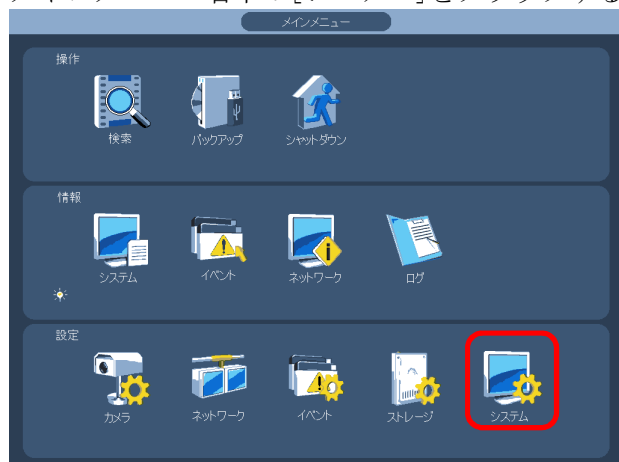 メインメニュー
操作
検索 バックアップ シャットダウン
情報
システム イベント ネットワーク ログ
設定
カメラ ネットワーク イベント ストレージ システム